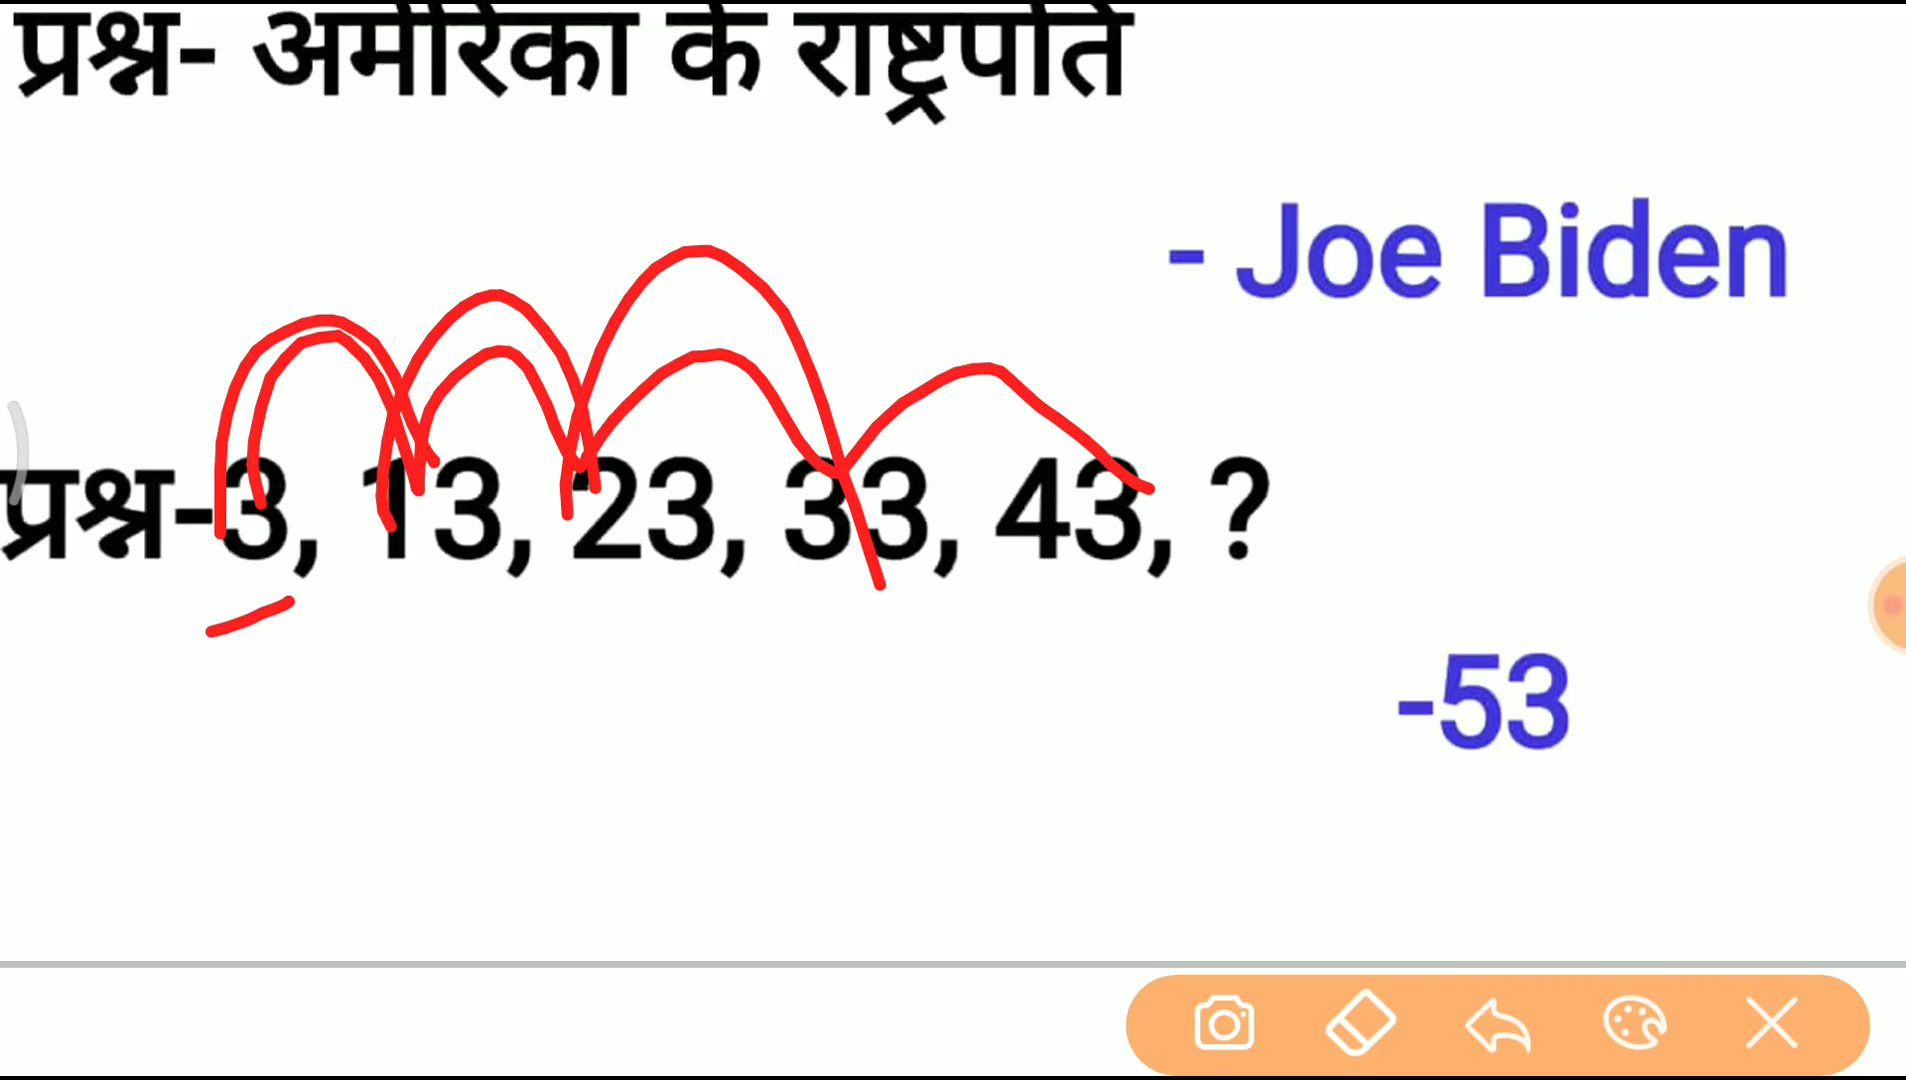 प्रश्न- अमेरिका के राष्ट्रपति
- Joe Biden
प्रश्न-3, 13, 23, 33, 43, ?
-53